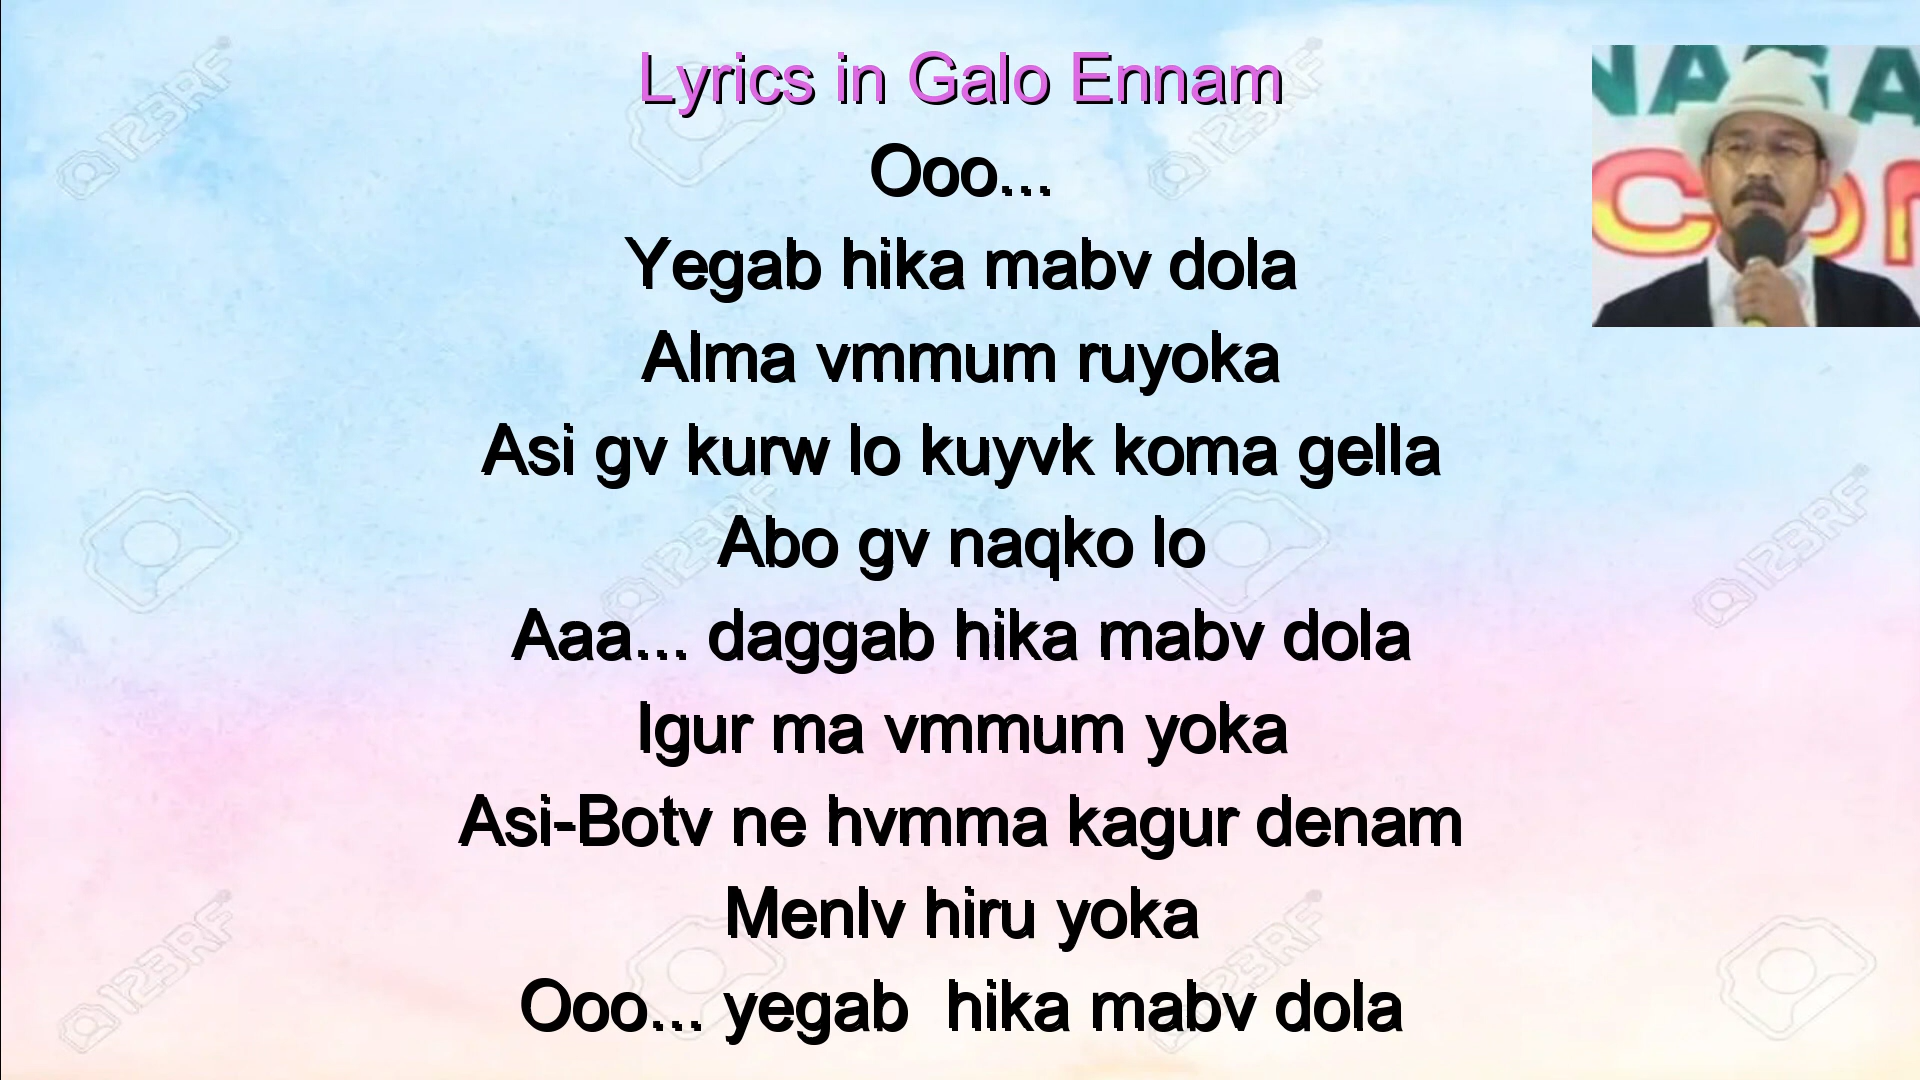 Lyrics in Galo Ennam
Ooo...
Yegab hika mabv dola
Alma vmmum ruyoka
Asi gv kurw lo kuyvk koma gella
Abo gv naqko lo
Aaa... daggab hika mabv dola
Igur ma vmmum yoka
Asi-Botv ne hvmma kagur denam
Menlv hiru yoka
Ooo... yegab  hika mabv dola
123RF